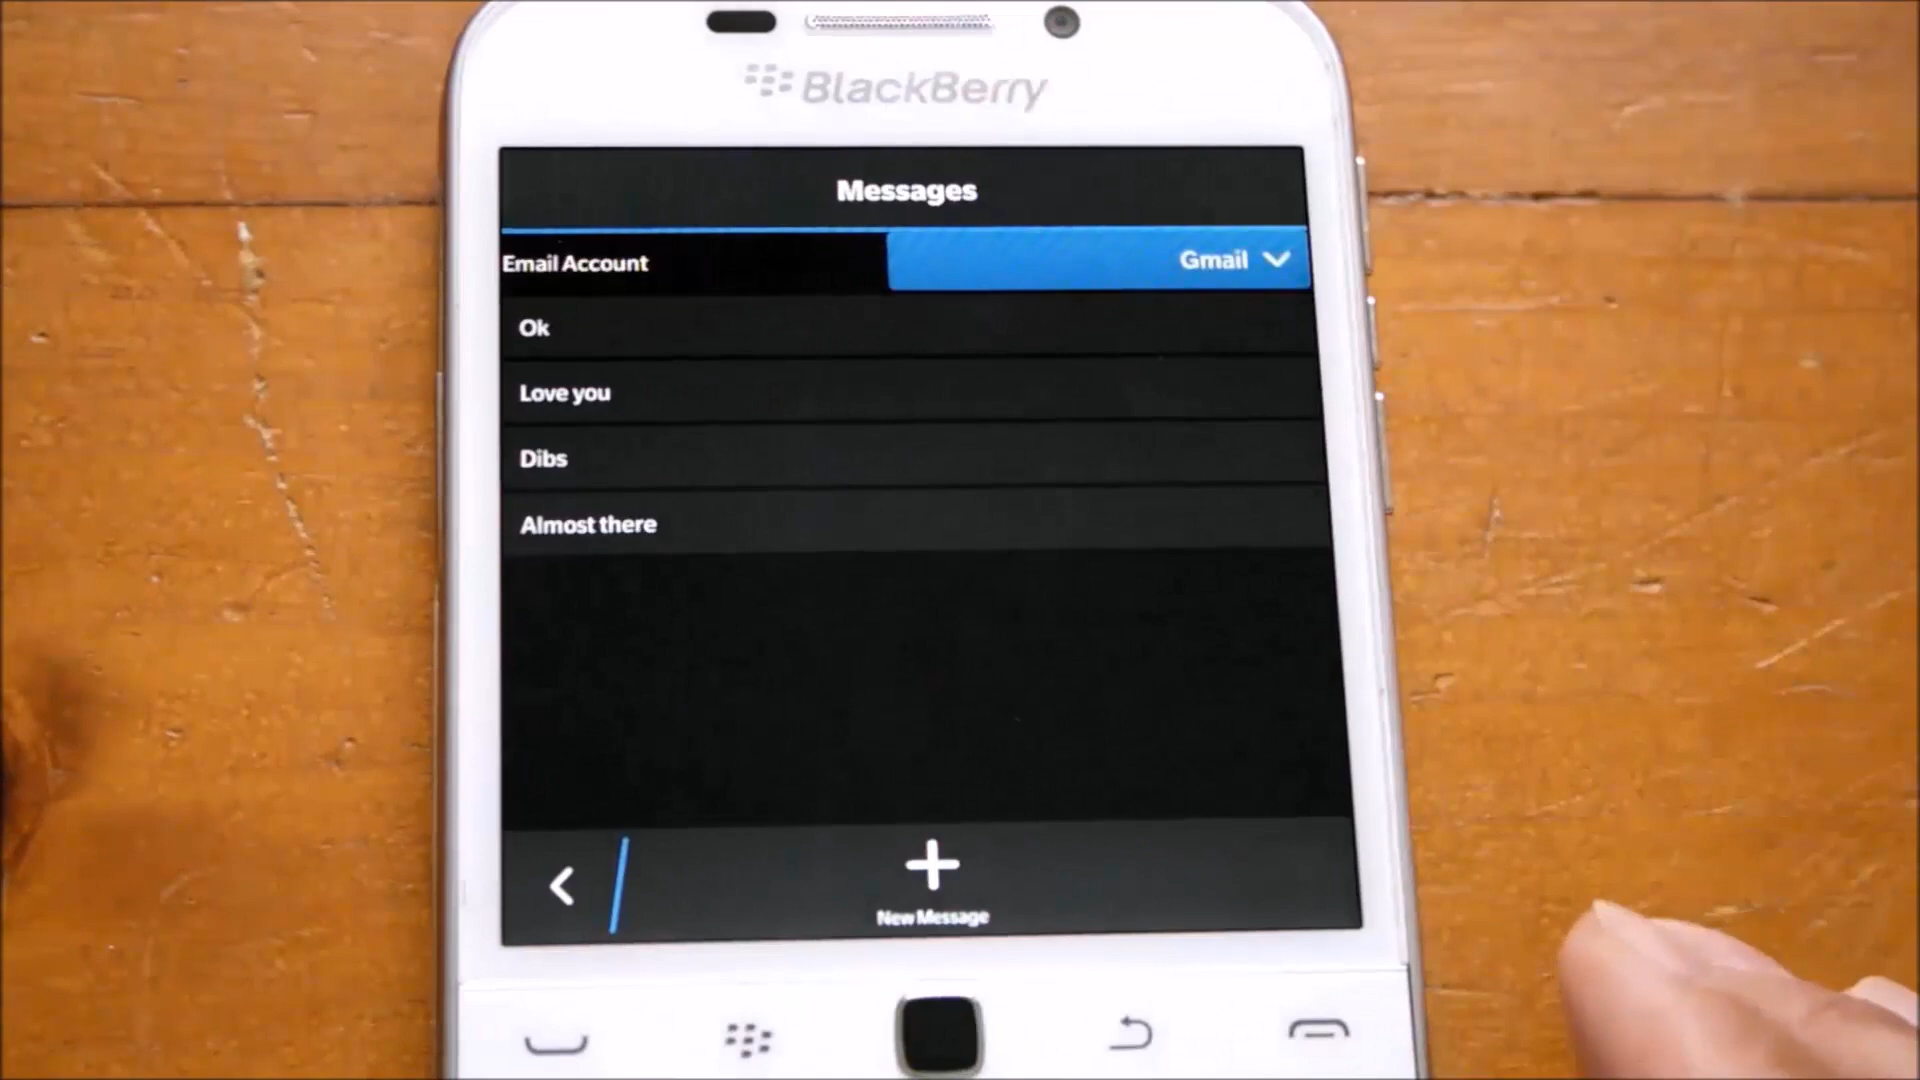 BlackBerry
Messages
Email Account
Gmail
Ok
Love you
Dibs
Almost there
New Message